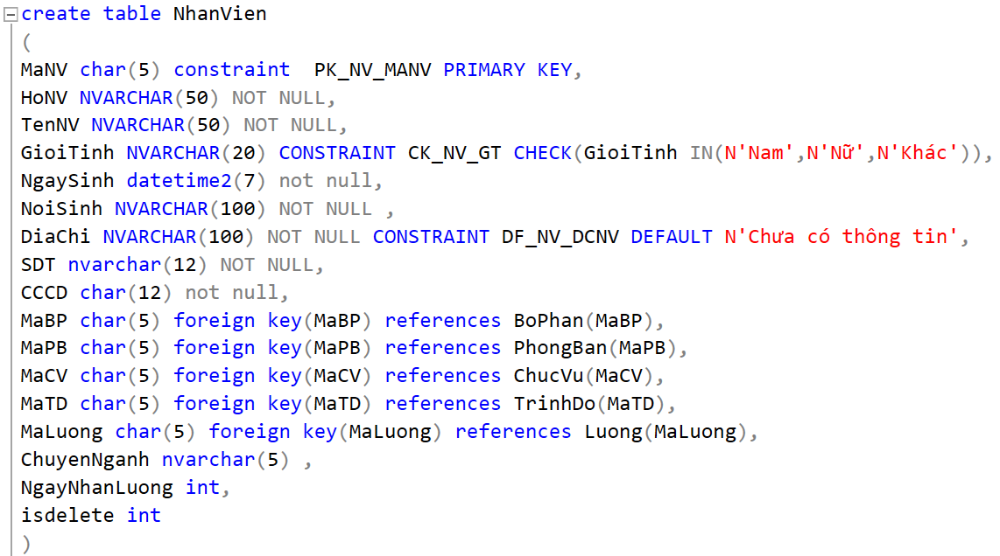 create table NhanVien
(
MaNV char(5) constraint  PK_NV_MANV PRIMARY KEY,
HoNV NVARCHAR(50) NOT NULL,
TenNV NVARCHAR(50) NOT NULL,
GioiTinh NVARCHAR(20) CONSTRAINT CK_NV_GT CHECK(GioiTinh IN(N'Nam',N'Nữ',N'Khác')),
NgaySinh datetime2(7) not null,
NoiSinh NVARCHAR(100) NOT NULL ,
DiaChi NVARCHAR(100) NOT NULL CONSTRAINT DF_NV_DCNV DEFAULT N'Chưa có thông tin',
SDT nvarchar(12) NOT NULL,
CCCD char(12) not null,
MaBP char(5) foreign key(MaBP) references BoPhan(MaBP),
MaPB char(5) foreign key(MaPB) references PhongBan(MaPB),
MaCV char(5) foreign key(MaCV) references ChucVu(MaCV),
MaTD char(5) foreign key(MaTD) references TrinhDo(MaTD),
MaLuong char(5) foreign key(MaLuong) references Luong(MaLuong),
ChuyenNganh nvarchar(5) ,
NgayNhanLuong int,
isdelete int
)